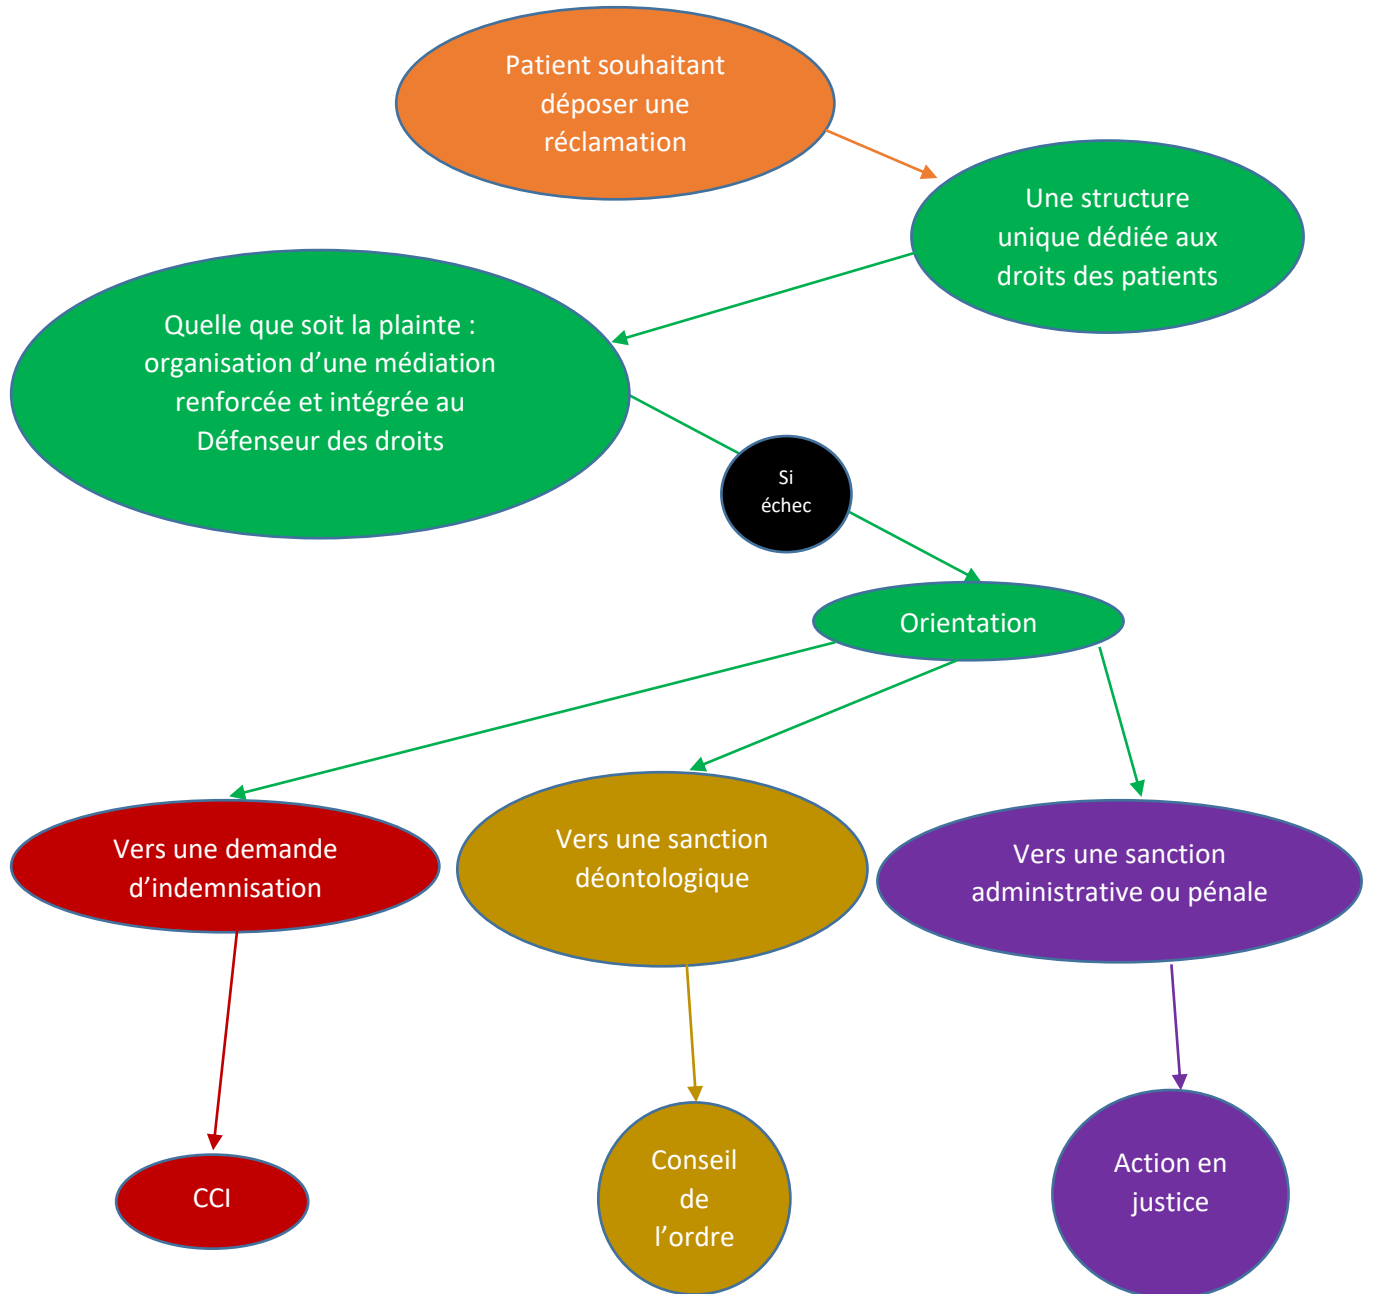 Patient souhaitant
déposer une
réclamation
Une structure
unique dédiée aux
droits des patients
Quelle que soit la plainte :
organisation d’une médiation
renforcée et intégrée au
Défenseur des droits
Si
échec
Orientation
Vers une demande
d’indemnisation
Vers une sanction
déontologique
Vers une sanction
administrative ou pénale
CCI
Conseil
de
l’ordre
Action en
justice